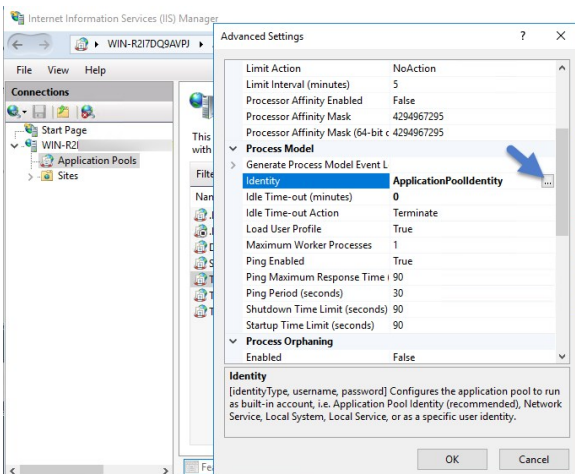 Internet Information Services (IIS) Manager
WIN-R2I7DQ9AVPJ
File View Help
Connections
Start Page
WIN-R2I
Application Pools
Sites
This
with
Filte
Nan
Fe
Advanced Settings
? X
Limit Action NoAction
Limit Interval (minutes) 5
Processor Affinity Enabled False
Processor Affinity Mask 4294967295
Processor Affinity Mask (64-bit c 4294967295
Process Model
Generate Process Model Event L
Identity ApplicationPoolIdentity ...
Idle Time-out (minutes) 0
Idle Time-out Action Terminate
Load User Profile True
Maximum Worker Processes 1
Ping Enabled True
Ping Maximum Response Time ( 90
Ping Period (seconds) 30
Shutdown Time Limit (seconds) 90
Startup Time Limit (seconds) 90
Process Orphaning
Enabled False
Identity
[identityType, username, password] Configures the application pool to run
as built-in account, i.e. Application Pool Identity (recommended), Network
Service, Local System, Local Service, or as a specific user identity.
OK Cancel